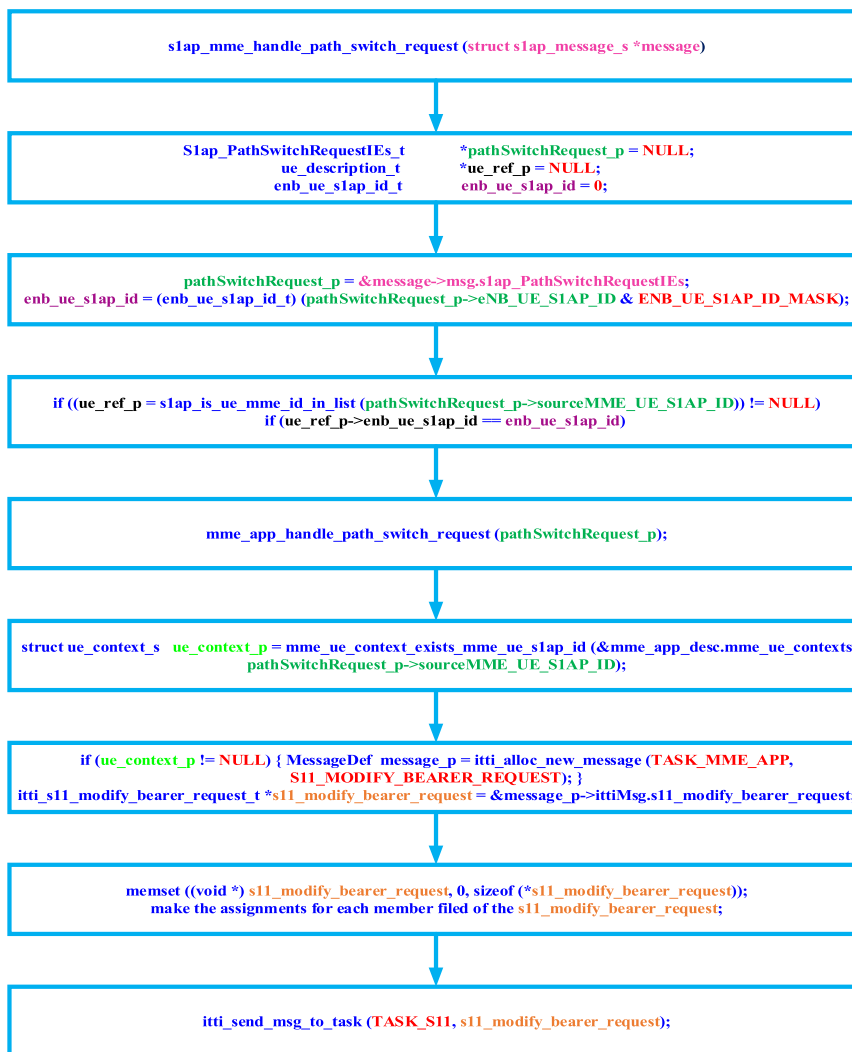 s1ap_mme_handle_path_switch_request (struct s1ap_message_s *message)
S1ap_PathSwitchRequestIEs_t *pathSwitchRequest_p = NULL;
ue_description_t *ue_ref_p = NULL;
enb_ue_s1ap_id_t enb_ue_s1ap_id = 0;
pathSwitchRequest_p = &message->msg.s1ap_PathSwitchRequestIEs;
enb_ue_s1ap_id = (enb_ue_s1ap_id_t) (pathSwitchRequest_p->eNB_UE_S1AP_ID & ENB_UE_S1AP_ID_MASK);
if ((ue_ref_p = s1ap_is_ue_mme_id_in_list (pathSwitchRequest_p->sourceMME_UE_S1AP_ID)) != NULL)
if (ue_ref_p->enb_ue_s1ap_id == enb_ue_s1ap_id)
mme_app_handle_path_switch_request (pathSwitchRequest_p);
struct ue_context_s ue_context_p = mme_ue_context_exists_mme_ue_s1ap_id (&mme_app_desc.mme_ue_contexts
pathSwitchRequest_p->sourceMME_UE_S1AP_ID);
if (ue_context_p != NULL) { MessageDef message_p = itti_alloc_new_message (TASK_MME_APP,
S11_MODIFY_BEARER_REQUEST); }
itti_s11_modify_bearer_request_t *s11_modify_bearer_request = &message_p->ittiMsg.s11_modify_bearer_requests
memset ((void *) s11_modify_bearer_request, 0, sizeof (*s11_modify_bearer_request));
make the assignments for each member filed of the s11_modify_bearer_request;
itti_send_msg_to_task (TASK_S11, s11_modify_bearer_request);